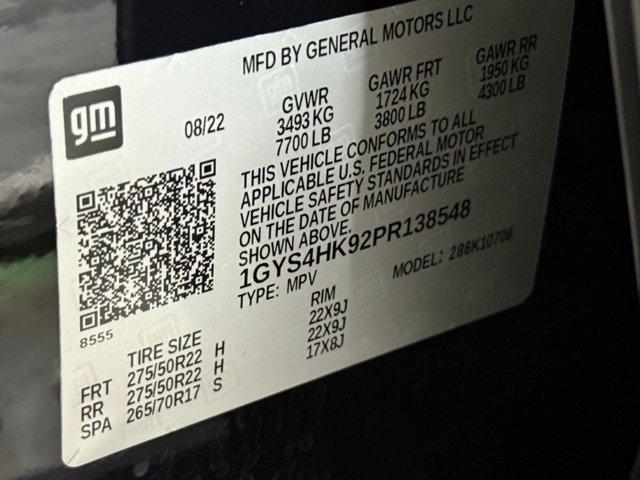 MFD BY GENERAL MOTORS LLC
gm
08/22
GVWR GAWR FRT GAWR RR
3493 KG 1724 KG 1950 KG
7700 LB 3800 LB 4300 LB
THIS VEHICLE CONFORMS TO ALL
APPLICABLE U.S. FEDERAL MOTOR
VEHICLE SAFETY STANDARDS IN EFFECT
ON THE DATE OF MANUFACTURE
SHOWN ABOVE.
1GYS4HK92PR138548
TYPE: MPV MODEL: 286K10706
8555
TIRE SIZE RIM
FRT 275/50R22 H 22X9J
RR 275/50R22 H 22X9J
SPA 265/70R17 S 17X8J